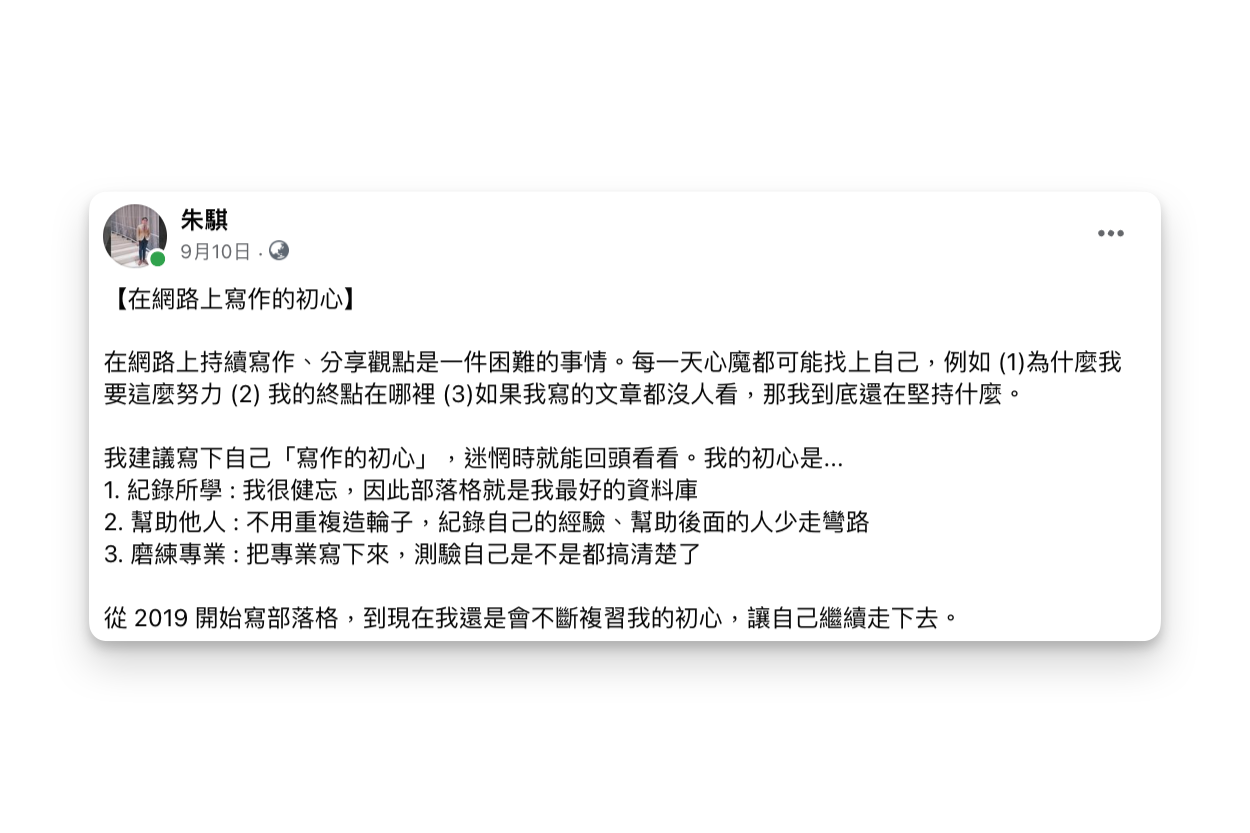 朱騏
9月10日 ·
【在網路上寫作的初心】
在網路上持續寫作、分享觀點是一件困難的事情。每一天心魔都可能找上自己，例如 (1)為什麼我
要這麼努力 (2) 我的終點在哪裡 (3)如果我寫的文章都沒人看，那我到底還在堅持什麼。
我建議寫下自己「寫作的初心」，迷惘時就能回頭看看。我的初心是...
1. 紀錄所學 : 我很健忘，因此部落格就是我最好的資料庫
2. 幫助他人 : 不用重複造輪子，紀錄自己的經驗、幫助後面的人少走彎路
3. 磨練專業 : 把專業寫下來，測驗自己是不是都搞清楚了
從 2019 開始寫部落格，到現在我還是會不斷複習我的初心，讓自己繼續走下去。